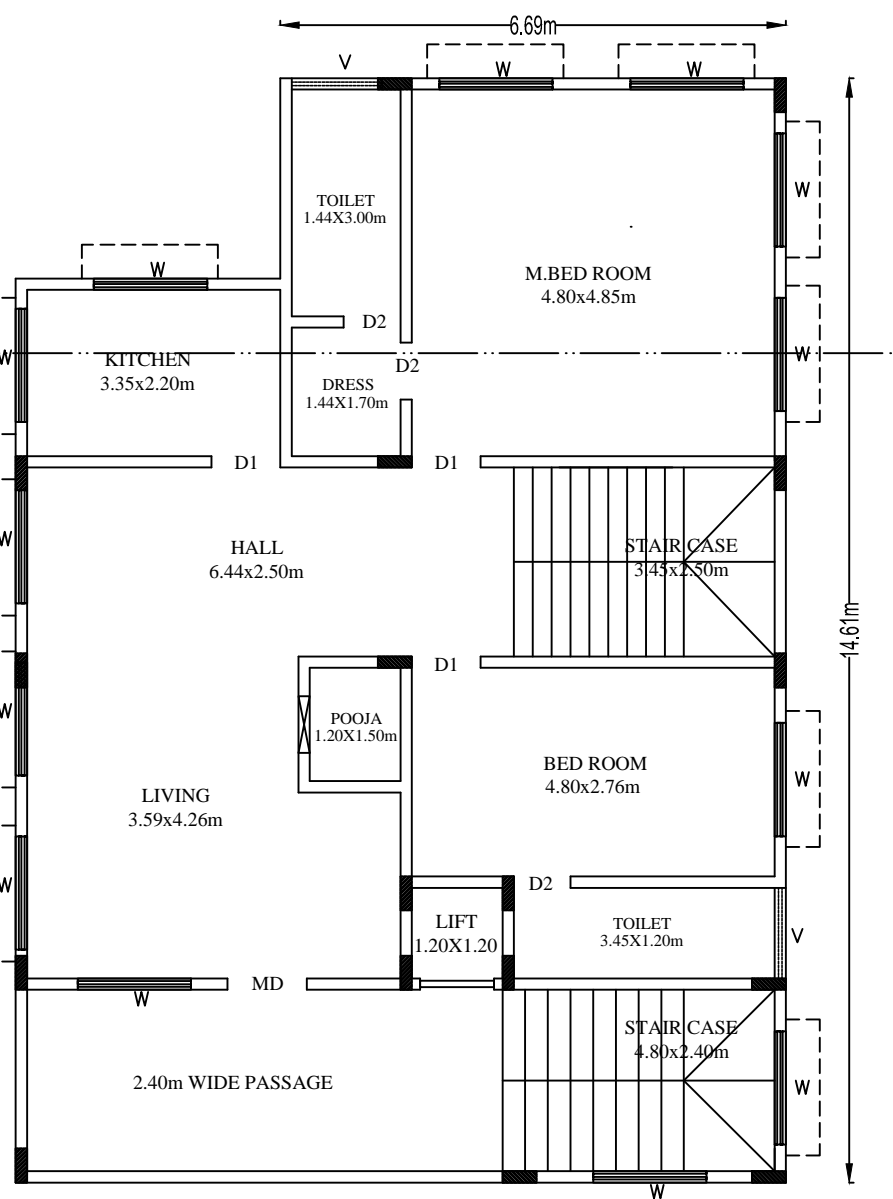 6.69m
V
W
W
TOILET
1.44X3.00m
W
M.BED ROOM
4.80x4.85m
W
D2
W
KITCHEN
3.35x2.20m
W
D2
DRESS
1.44X1.70m
W
D1
D1
HALL
6.44x2.50m
STAIR CASE
3.45x2.50m
W
14.61m
D1
POOJA
1.20X1.50m
W
BED ROOM
4.80x2.76m
W
LIVING
3.59x4.26m
W
D2
LIFT
1.20X1.20
TOILET
3.45X1.20m
V
MD
W
STAIR CASE
4.80x2.40m
2.40m WIDE PASSAGE
W
W